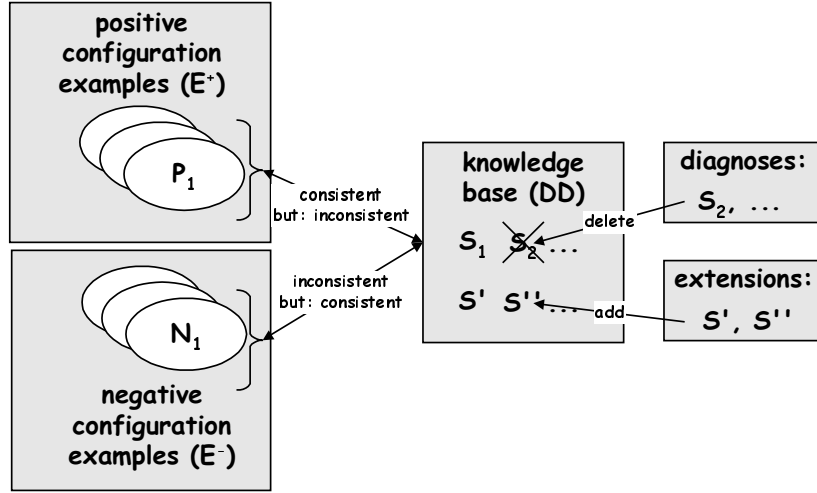 positive
configuration
examples (E⁺)
P₁
consistent
but: inconsistent
inconsistent
but: consistent
N₁
negative
configuration
examples (E⁻)
knowledge
base (DD)
S₁ S₂ ...
S' S'' ...
delete
add
diagnoses:
S₂, ...
extensions:
S', S''